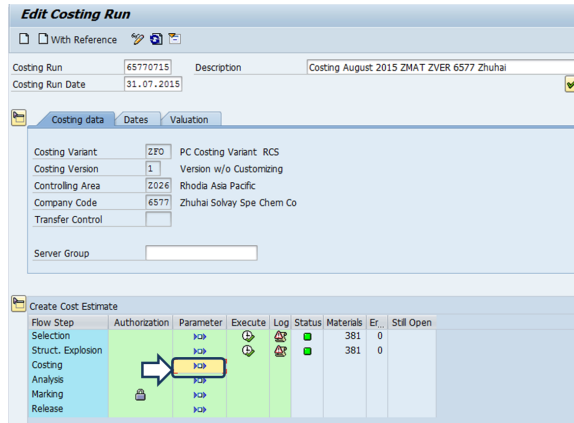 Edit Costing Run
With Reference
Costing Run 65770715 Description Costing August 2015 ZMAT ZVER 6577 Zhuhai
Costing Run Date 31.07.2015
Costing data Dates Valuation
Costing Variant ZFO PC Costing Variant RCS
Costing Version 1 Version w/o Customizing
Controlling Area Z026 Rhodia Asia Pacific
Company Code 6577 Zhuhai Solvay Spe Chem Co
Transfer Control
Server Group
Create Cost Estimate
Flow Step Authorization Parameter Execute Log Status Materials Er... Still Open
Selection 381 0
Struct. Explosion 381 0
Costing
Analysis
Marking
Release